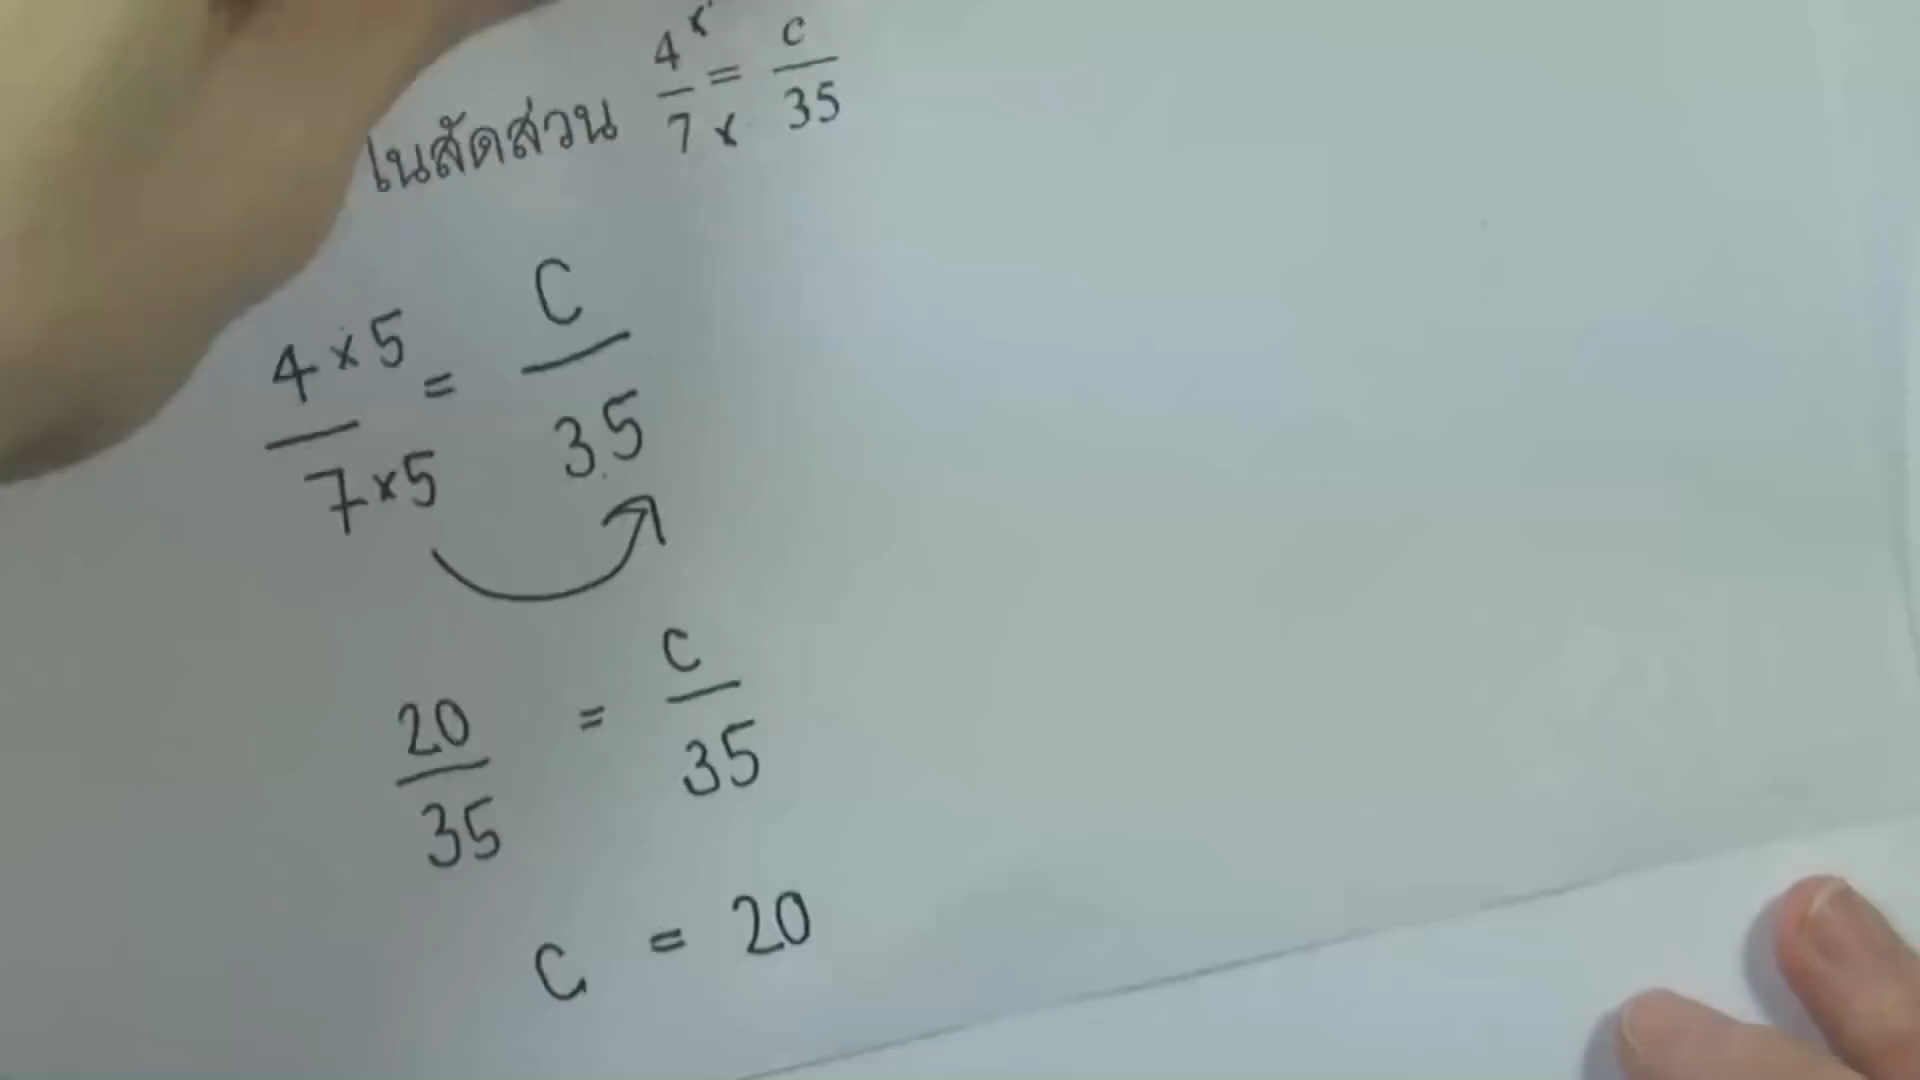 ในสัดส่วน 4×/7× = c/35
4×5/7×5 = C/35
20/35 = c/35
C = 20